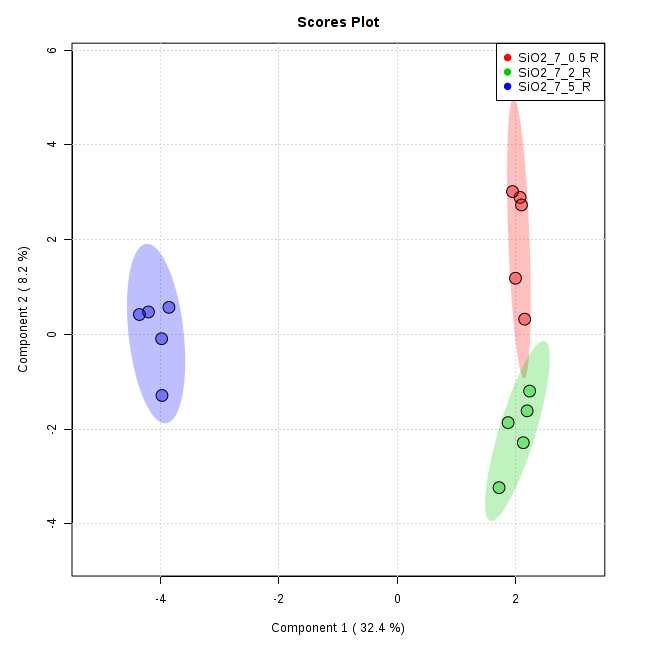 Scores Plot
SiO2_7_0.5 R
SiO2_7_2_R
SiO2_7_5_R
6
4
2
0
-2
-4
Component 2 ( 8.2 %)
-4
-2
0
2
Component 1 ( 32.4 %)